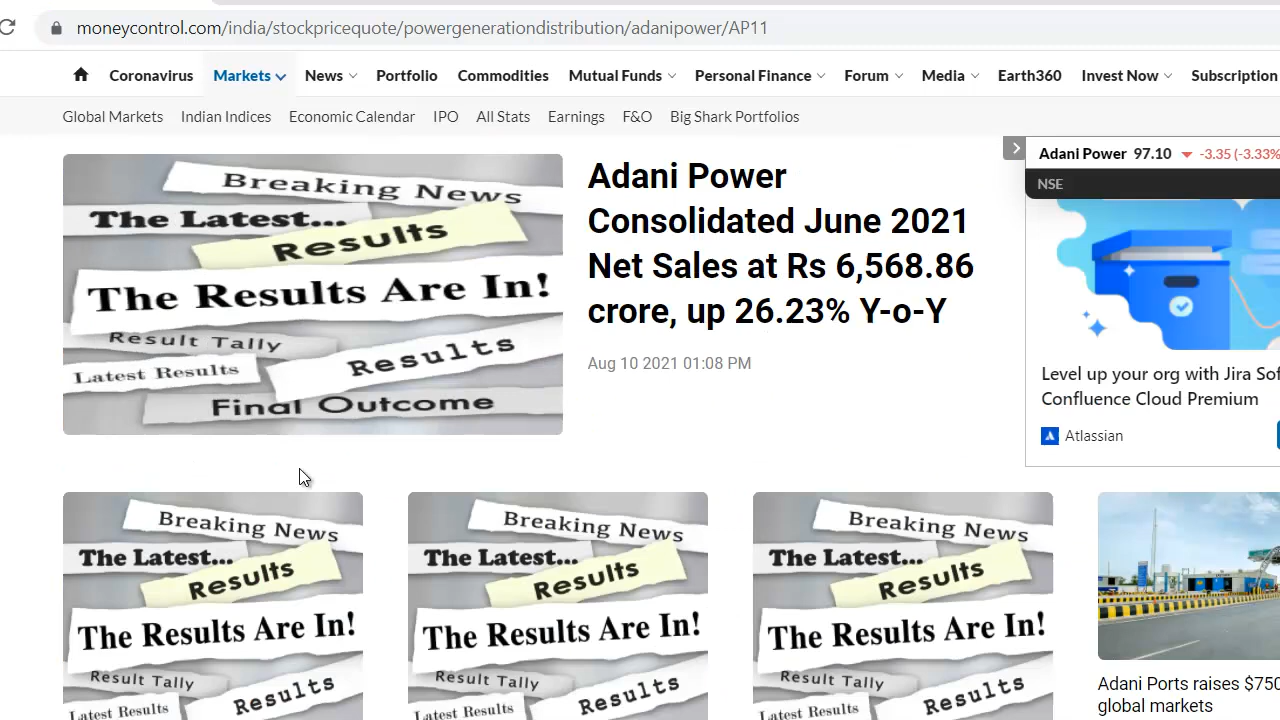 moneycontrol.com/india/stockpricequote/powergenerationdistribution/adanipower/AP11
Coronavirus Markets News Portfolio Commodities Mutual Funds Personal Finance Forum Media Earth360 Invest Now Subscription
Global Markets Indian Indices Economic Calendar IPO All Stats Earnings F&O Big Shark Portfolios
Breaking News
The Latest...
Results
The Results Are In!
Result Tally
Results
Latest Results
Final Outcome
Adani Power
Consolidated June 2021
Net Sales at Rs 6,568.86
crore, up 26.23% Y-o-Y
Aug 10 2021 01:08 PM
Adani Power 97.10 -3.35 (-3.33%
NSE
Level up your org with Jira
Confluence Cloud Premium
Atlassian
Breaking News
The Latest...
Results
The Results Are In!
Result Tally
Results
Latest Results
Breaking News
The Latest...
Results
The Results Are In!
Result Tally
Results
Latest Results
Breaking News
The Latest...
Results
The Results Are In!
Result Tally
Results
Latest Results
Adani Ports raises $750
global markets